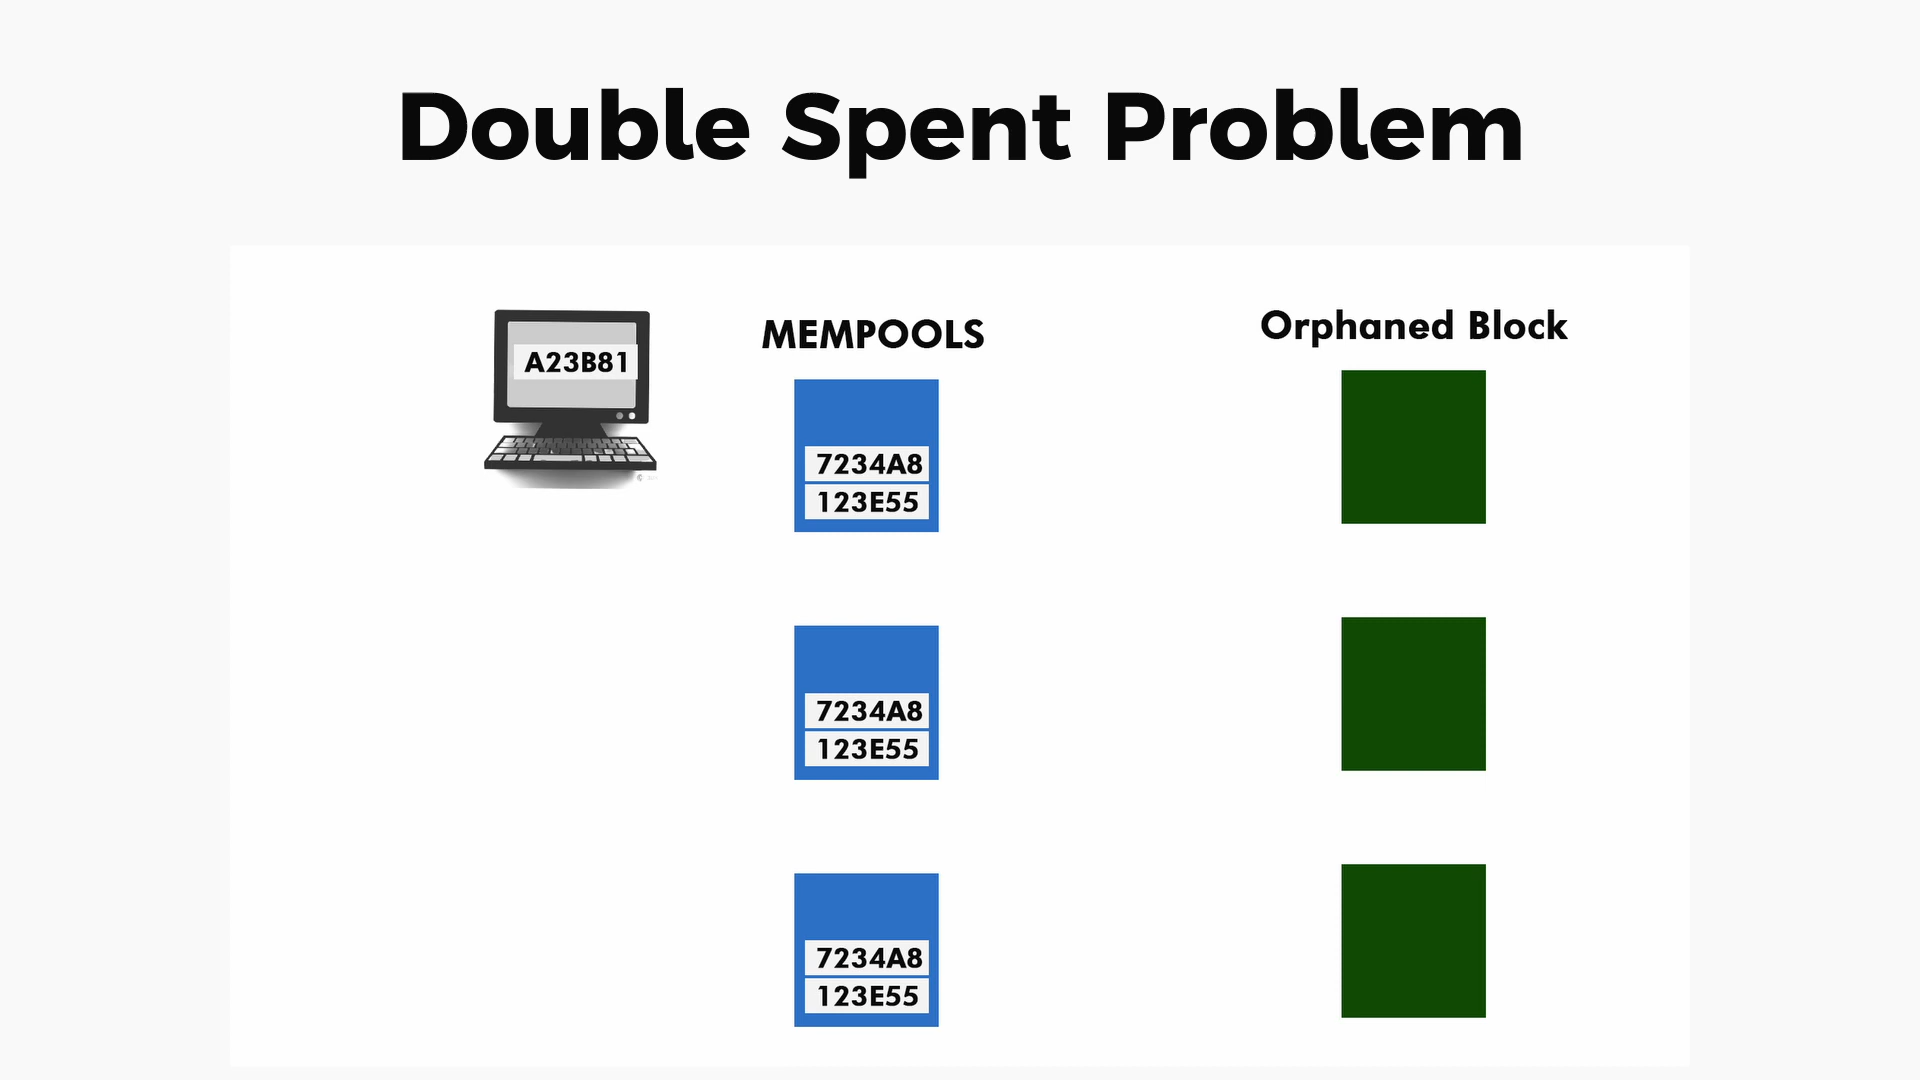 Double Spent Problem
A23B81
MEMPOOLS
Orphaned Block
7234A8
123E55
7234A8
123E55
7234A8
123E55